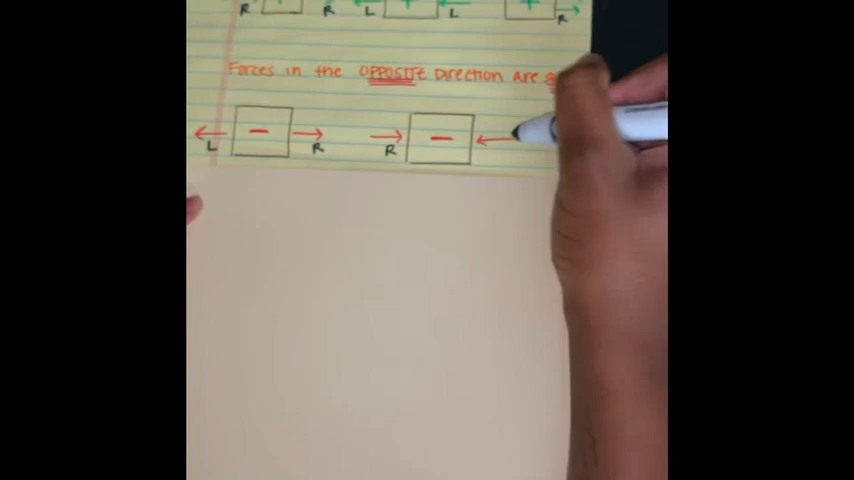 R R L + L + R
Forces in the OPPOSITE Direction are
L - R R -